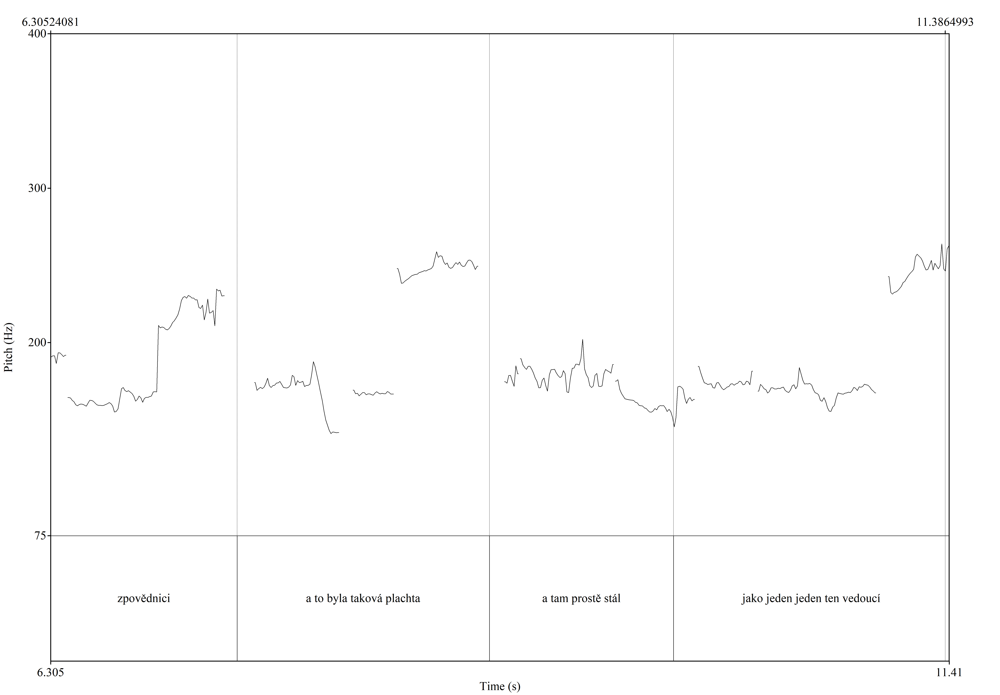 6.30524081 11.3864993
400
300
200
75
Pitch (Hz)
zpovědnici a to byla taková plachta a tam prostě stál jako jeden jeden ten vedoucí
6.305 11.41
Time (s)